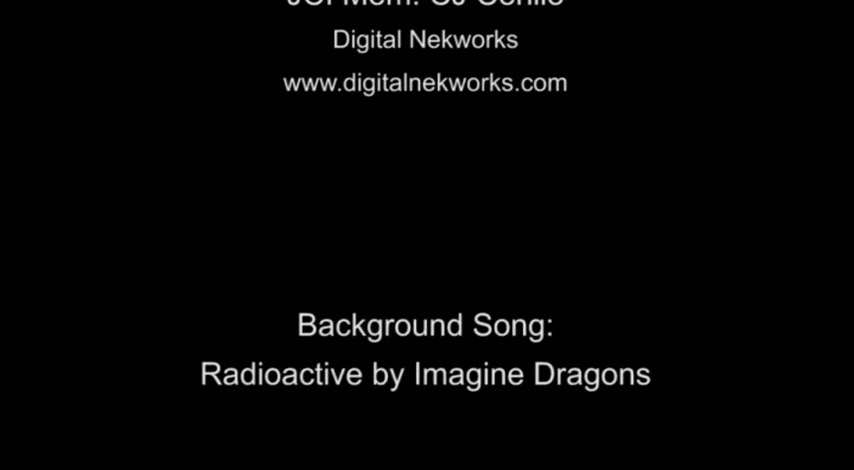 Digital Nekworks
www.digitalnekworks.com
Background Song:
Radioactive by Imagine Dragons